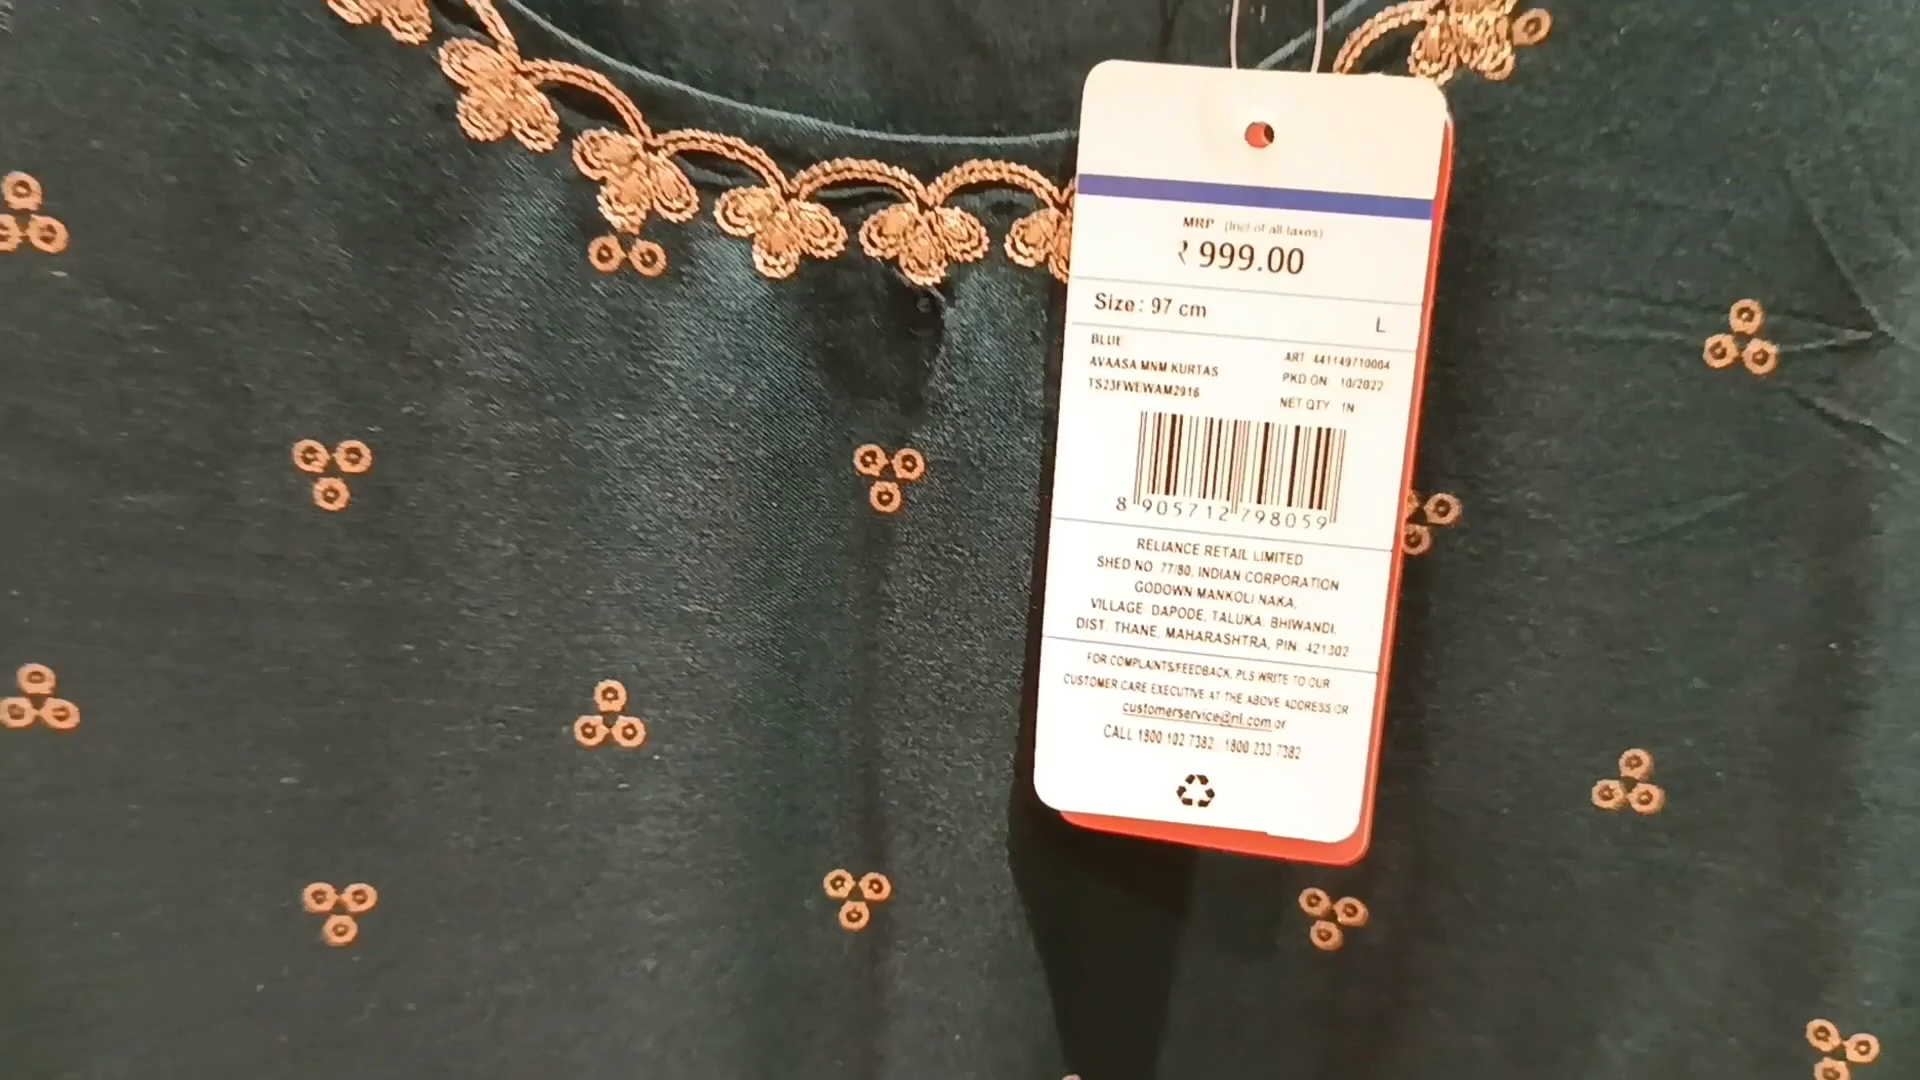 MRP (Incl of all taxes)
₹ 999.00
Size: 97 cm L
BLUE
AVAASA MNM KURTAS
TS23FWEWAM2916
ART 441149710004
PKD ON 10/2022
NET QTY 1N
8 905712 798059
RELIANCE RETAIL LIMITED
SHED NO. 77/80, INDIAN CORPORATION
GODOWN MANKOLI NAKA,
VILLAGE DAPODE, TALUKA. BHIWANDI,
DIST. THANE, MAHARASHTRA, PIN: 421302
FOR COMPLAINTS/FEEDBACK, PLS WRITE TO OUR
CUSTOMER CARE EXECUTIVE AT THE ABOVE ADDRESS OR
customerservice@ril.com or
CALL 1800 102 7382, 1800 233 7382